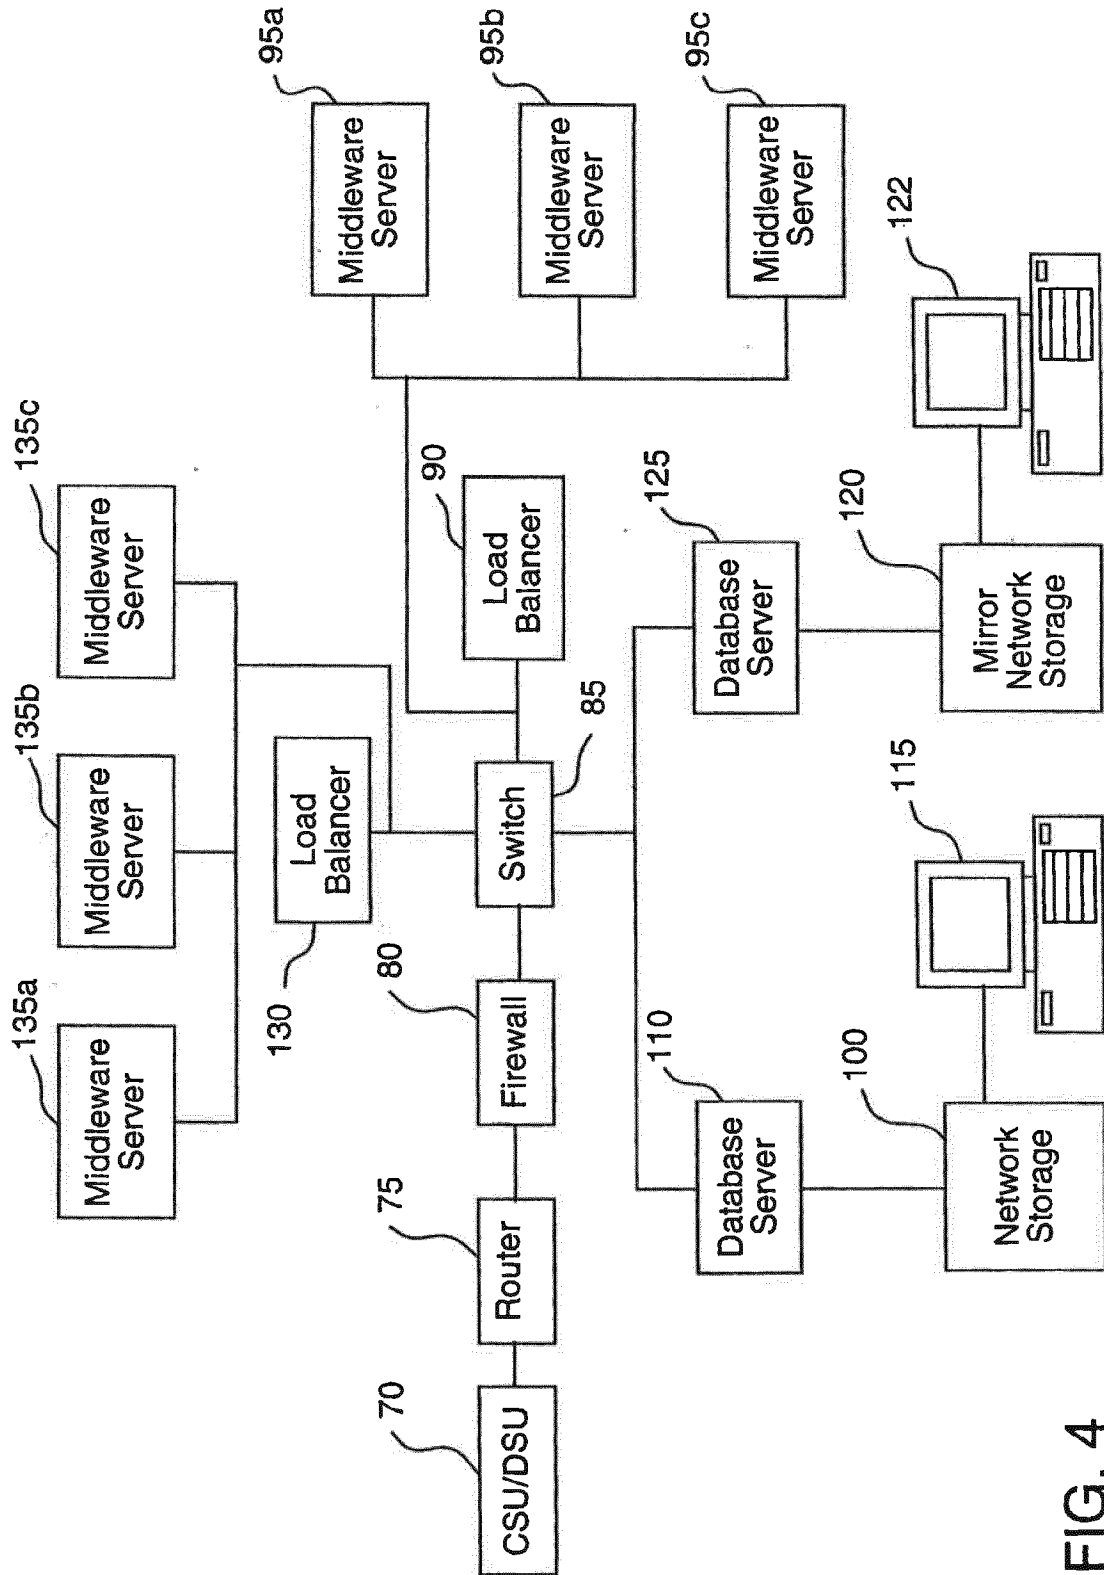 135a
Middleware
Server
135b
Middleware
Server
135c
Middleware
Server
95a
Middleware
Server
130
Load
Balancer
90
Load
Balancer
95b
Middleware
Server
70
CSU/DSU
75
Router
80
Firewall
Switch
85
95c
Middleware
Server
110
Database
Server
125
Database
Server
100
Network
Storage
115
120
Mirror
Network
Storage
122
FIG. 4